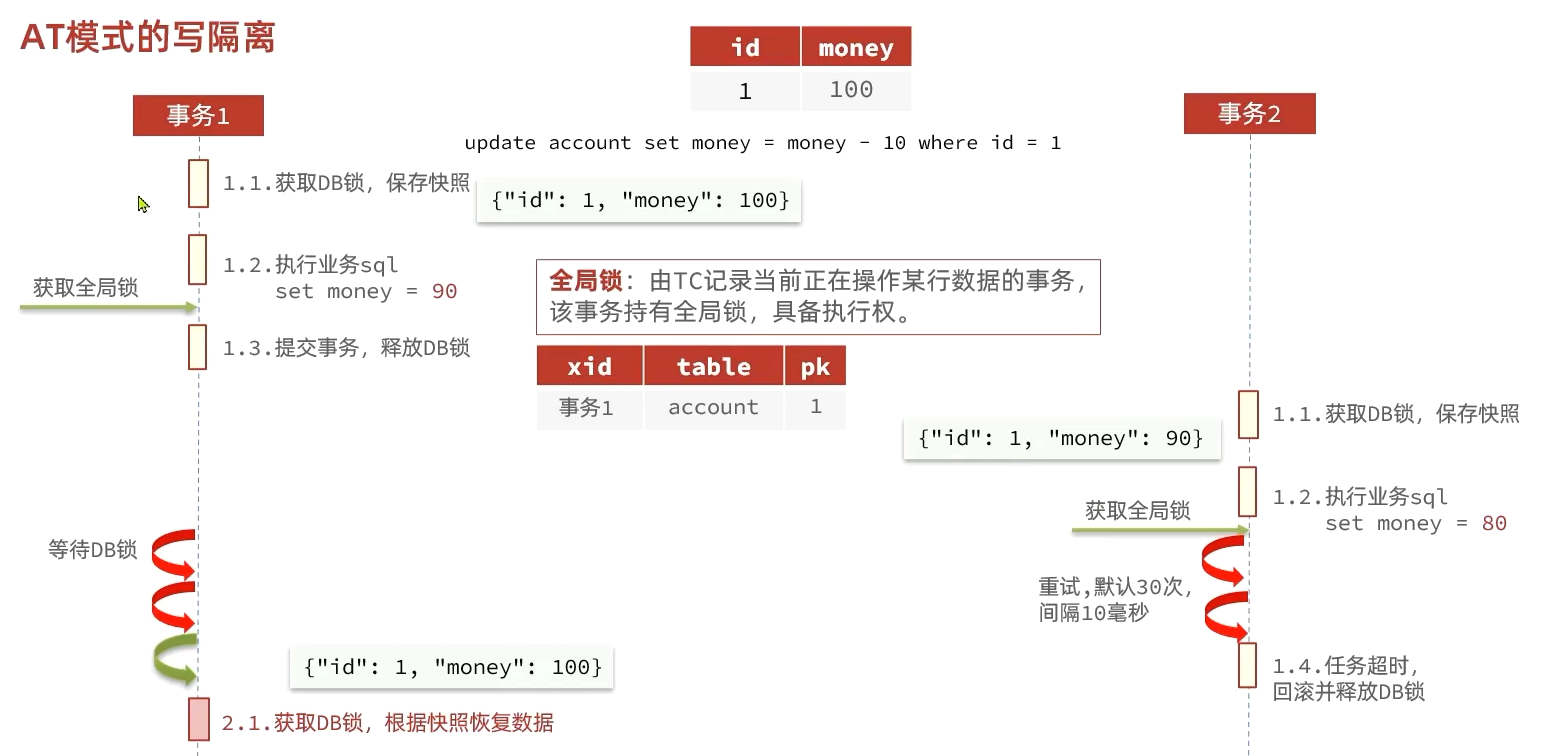 AT模式的写隔离
id money
1 100
事务1
事务2
update account set money = money - 10 where id = 1
1.1.获取DB锁，保存快照
{"id": 1, "money": 100}
1.2.执行业务sql
set money = 90
获取全局锁
全局锁：由TC记录当前正在操作某行数据的事务，
该事务持有全局锁，具备执行权。
1.3.提交事务，释放DB锁
xid table pk
事务1 account 1
1.1.获取DB锁，保存快照
{"id": 1, "money": 90}
1.2.执行业务sql
set money = 80
获取全局锁
等待DB锁
重试,默认30次，
间隔10毫秒
{"id": 1, "money": 100}
1.4.任务超时，
回滚并释放DB锁
2.1.获取DB锁，根据快照恢复数据